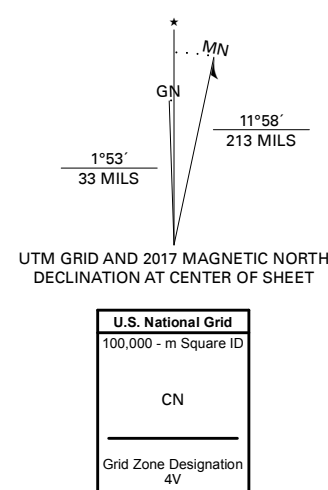 ★
MN
GN
11°58´
213 MILS
1°53´
33 MILS
UTM GRID AND 2017 MAGNETIC NORTH
DECLINATION AT CENTER OF SHEET
U.S. National Grid
100,000 - m Square ID
CN
Grid Zone Designation
4V